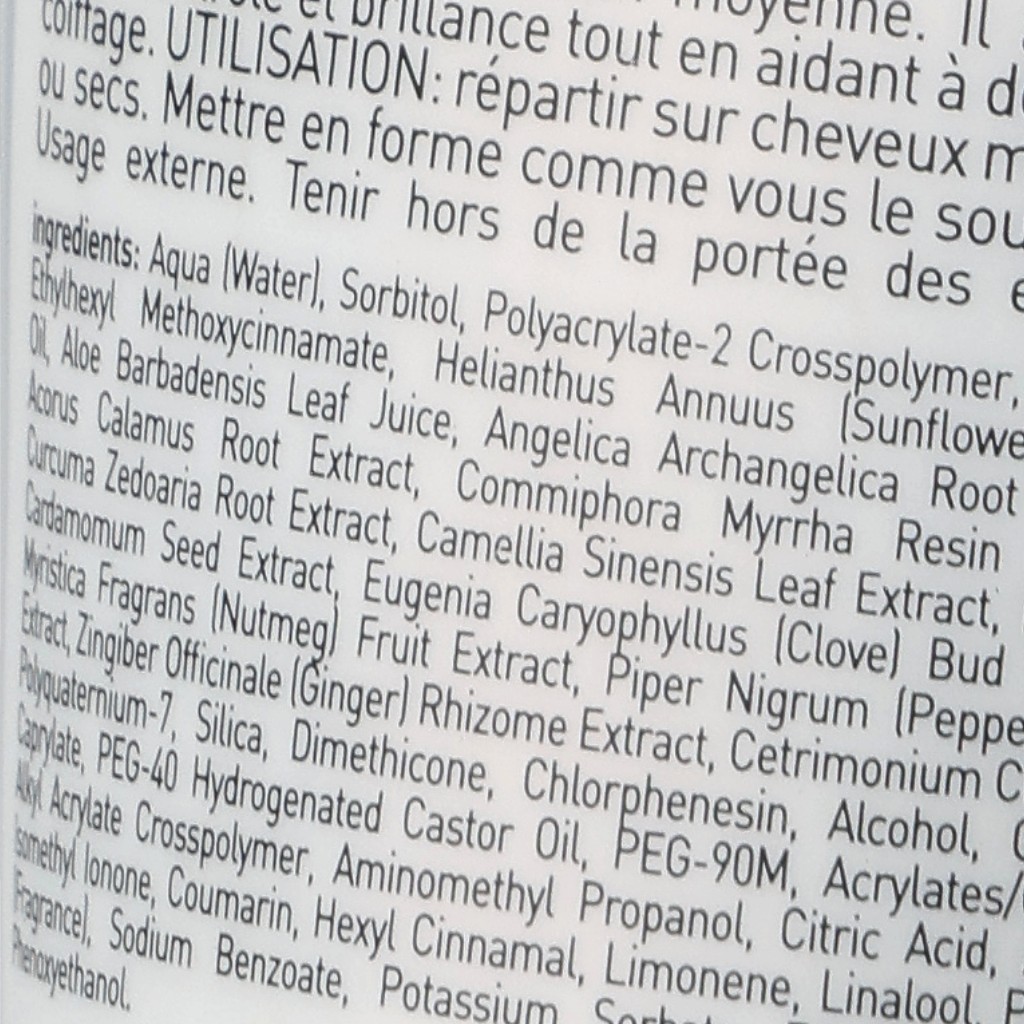 et brillance tout en aidant à
coiffage. UTILISATION: répartir sur cheveux
ou secs. Mettre en forme comme vous le
Usage externe. Tenir hors de la portée des
ingredients: Aqua (Water), Sorbitol, Polyacrylate-2 Crosspolymer,
Ethylhexyl Methoxycinnamate, Helianthus Annuus
Oil, Aloe Barbadensis Leaf Juice, Angelica Archangelica Root
Acorus Calamus Root Extract, Commiphora Myrrha Resin
Curcuma Zedoaria Root Extract, Camellia Sinensis Leaf Extract,
Cardamomum Seed Extract, Eugenia Caryophyllus (Clove) Bud
Myristica Fragrans (Nutmeg) Fruit Extract, Piper Nigrum
Extract, Zingiber Officinale (Ginger) Rhizome Extract, Cetrimonium
Polyquaternium-7, Silica, Dimethicone, Chlorphenesin, Alcohol,
Caprylate, PEG-40 Hydrogenated Castor Oil, PEG-90M, Acrylates/
Alkyl Acrylate Crosspolymer, Aminomethyl Propanol, Citric Acid,
Isomethyl Ionone, Coumarin, Hexyl Cinnamal, Limonene, Linalool,
(Fragrance), Sodium Benzoate, Potassium
Phenoxyethanol.